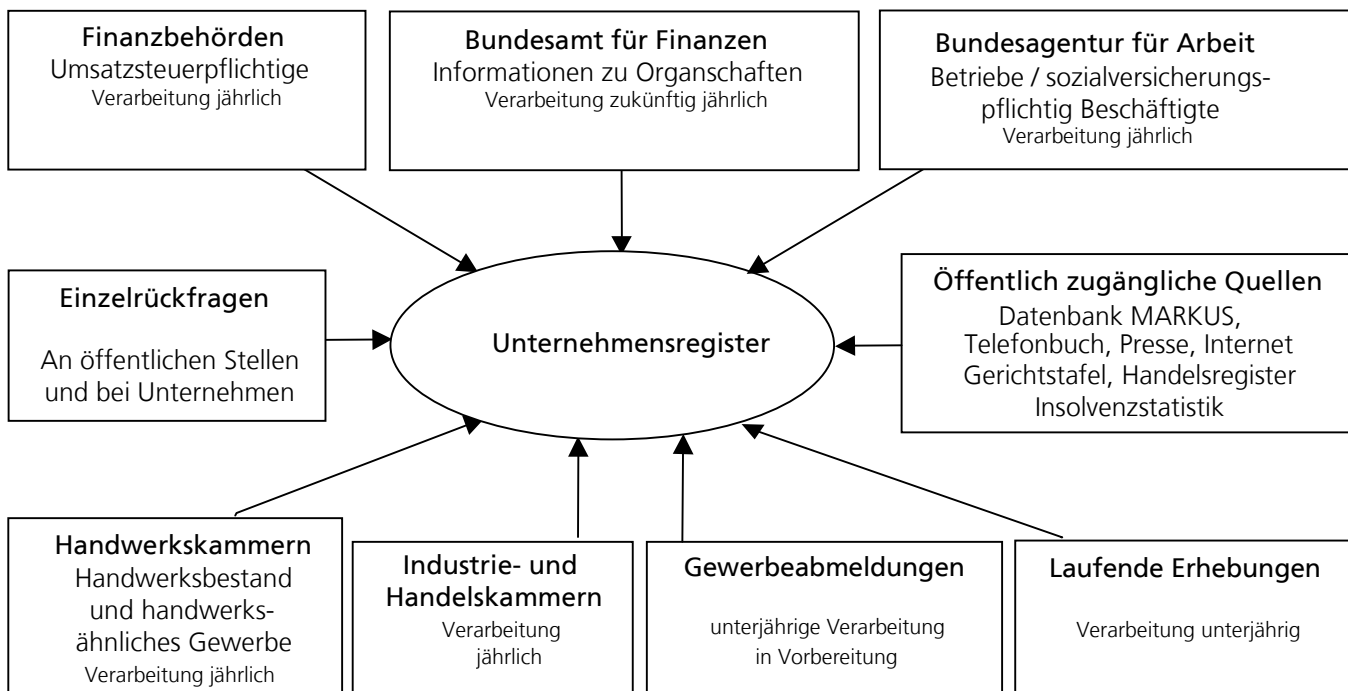 Finanzbehörden
Umsatzsteuerpflichtige
Verarbeitung jährlich
Bundesamt für Finanzen
Informationen zu Organschaften
Verarbeitung zukünftig jährlich
Bundesagentur für Arbeit
Betriebe / sozialversicherungs-
pflichtig Beschäftigte
Verarbeitung jährlich
Einzelrückfragen
An öffentlichen Stellen
und bei Unternehmen
Unternehmensregister
Öffentlich zugängliche Quellen
Datenbank MARKUS,
Telefonbuch, Presse, Internet
Gerichtstafel, Handelsregister
Insolvenzstatistik
Handwerkskammern
Handwerksbestand
und handwerks-
ähnliches Gewerbe
Verarbeitung jährlich
Industrie- und
Handelskammern
Verarbeitung
jährlich
Gewerbeabmeldungen
unterjährige Verarbeitung
in Vorbereitung
Laufende Erhebungen
Verarbeitung unterjährig